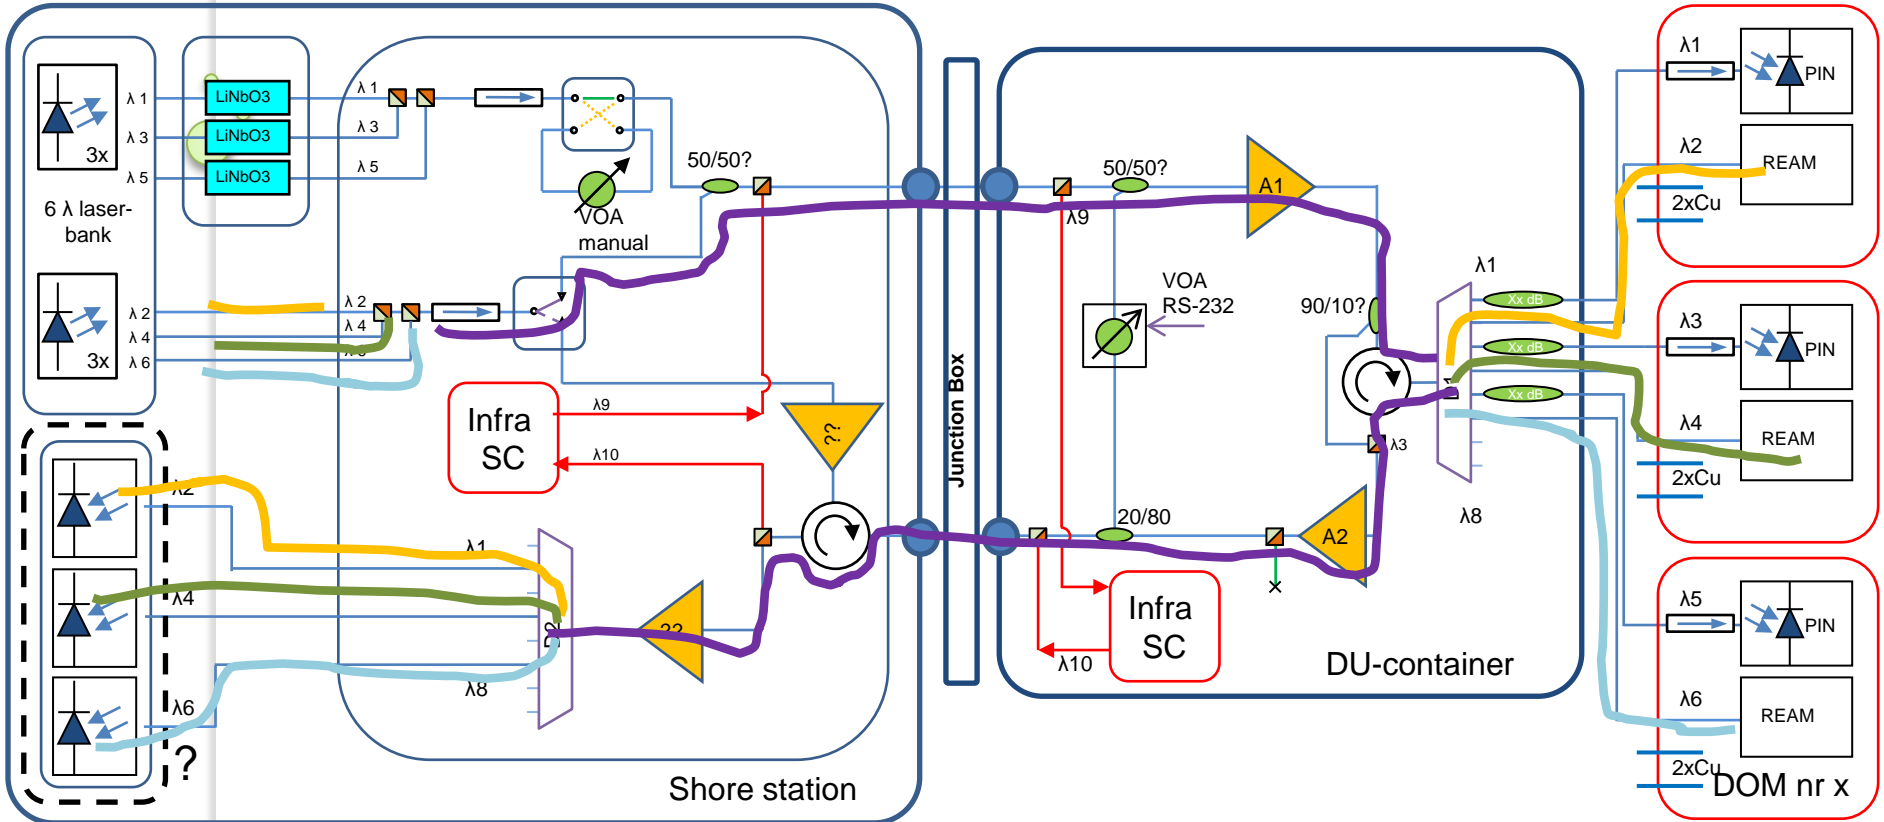 λ 1
λ 3
3x
λ 5
6 λ laser-
bank
λ 2
λ 4
3x
λ 6
LiNbO3
LiNbO3
LiNbO3
λ 1
λ 3
λ 5
λ 2
λ 4
VOA
manual
50/50?
Infra
SC
λ9
λ10
??
λ2
λ4
λ6
?
λ1
λ8
Shore station
Junction Box
50/50?
λ9
A1
VOA
RS-232
90/10?
λ3
20/80
A2
Infra
SC
λ10
DU-container
λ1
Xx dB
Xx dB
Xx dB
λ8
λ1
PIN
λ2
REAM
2xCu
λ3
PIN
λ4
REAM
2xCu
λ5
PIN
λ6
REAM
2xCu
DOM nr x